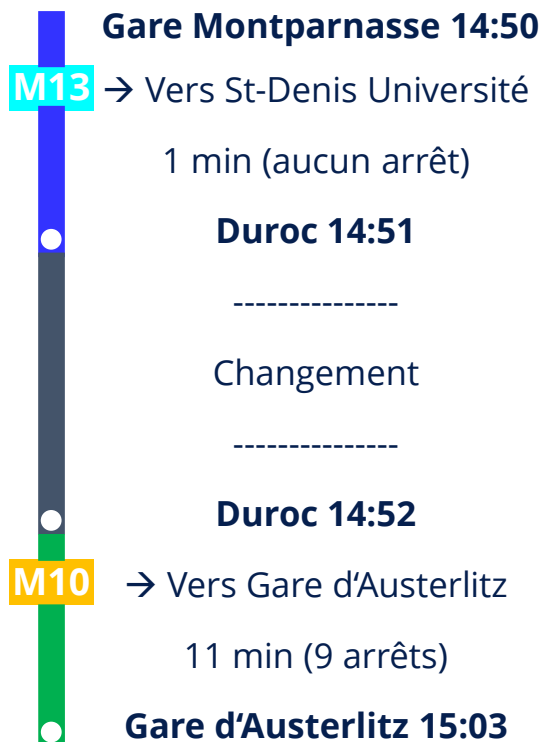 Gare Montparnasse 14:50
M13 → Vers St-Denis Université
1 min (aucun arrêt)
Duroc 14:51
---------------
Changement
---------------
Duroc 14:52
M10 → Vers Gare d‘Austerlitz
11 min (9 arrêts)
Gare d‘Austerlitz 15:03